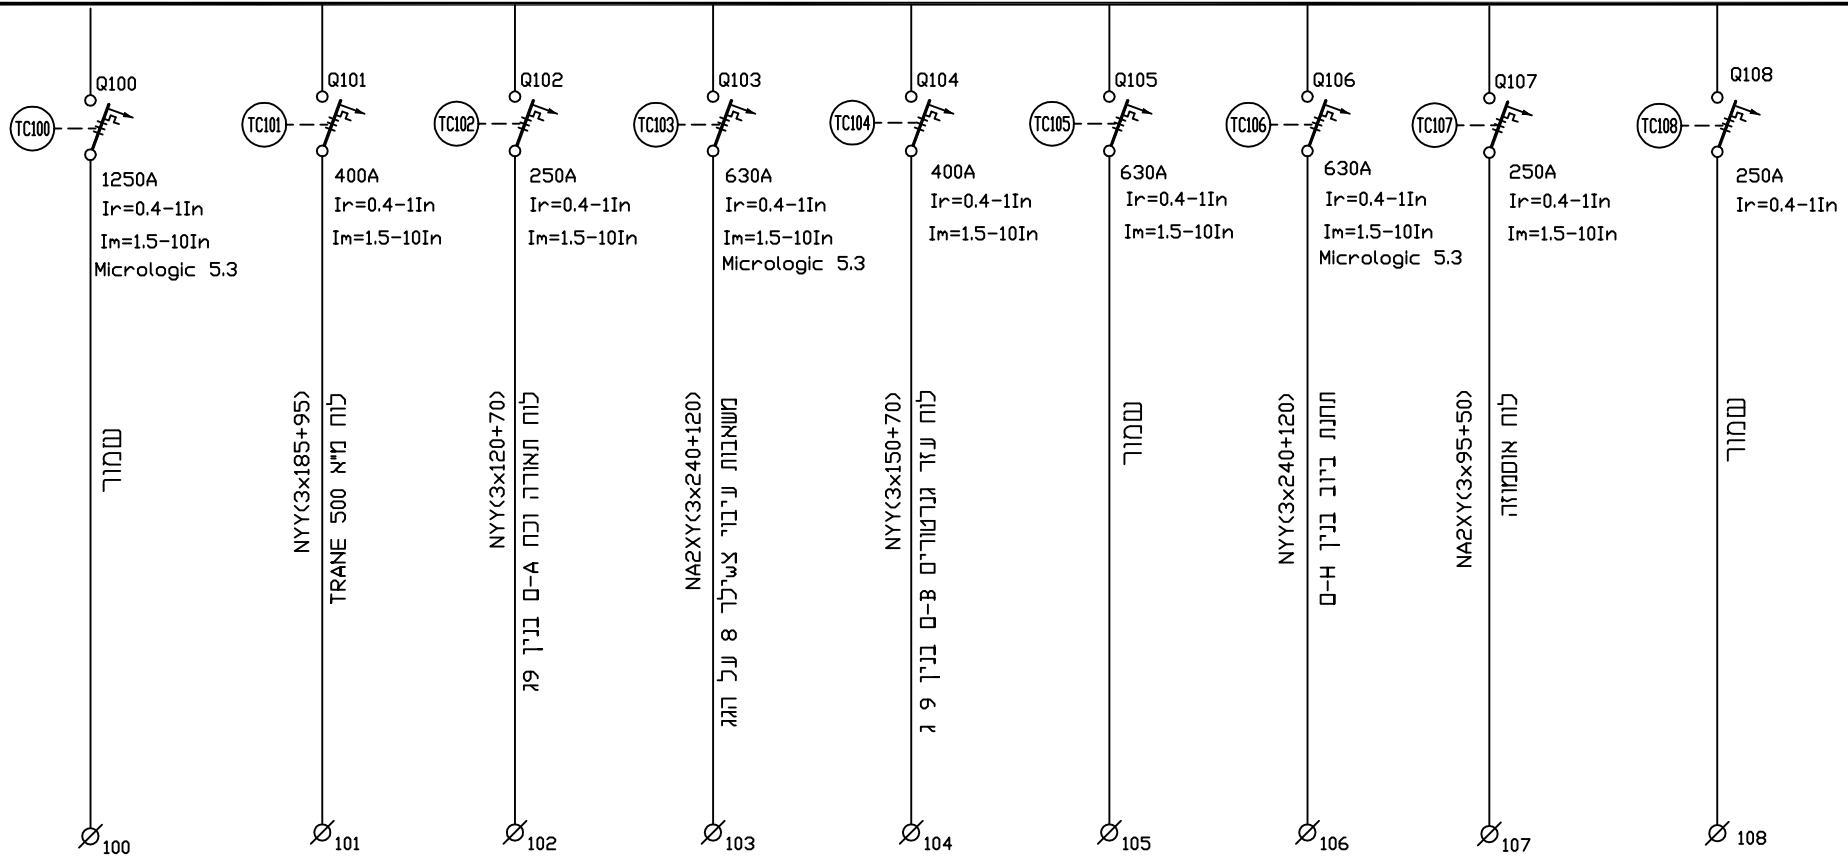 Q100
TC100
1250A
Ir=0.4-1In
Im=1.5-10In
Micrologic 5.3
שמור
100
Q101
TC101
400A
Ir=0.4-1In
Im=1.5-10In
NYY(3x185+95)
לוח מ"א 500 TRANE
101
Q102
TC102
250A
Ir=0.4-1In
Im=1.5-10In
NYY(3x120+70)
לוח תאורה וכח D-A בנין 9ג
102
Q103
TC103
630A
Ir=0.4-1In
Im=1.5-10In
Micrologic 5.3
NA2XY(3x240+120)
משאבות עבור צ'ילר 8 על הגג
103
Q104
TC104
400A
Ir=0.4-1In
Im=1.5-10In
NYY(3x150+70)
לוח עזר גנרטורים D-B בנין 9 ג
104
Q105
TC105
630A
Ir=0.4-1In
Im=1.5-10In
שמור
105
Q106
TC106
630A
Ir=0.4-1In
Im=1.5-10In
Micrologic 5.3
NYY(3x240+120)
תחנת ביוב בנין D-H
106
Q107
TC107
250A
Ir=0.4-1In
Im=1.5-10In
NA2XY(3x95+50)
לוח אוסמוזה
107
Q108
TC108
250A
Ir=0.4-1In
שמור
108